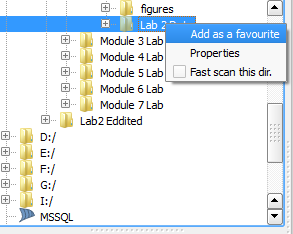 figures
Lab 2
Add as a favourite
Module 3 Lab
Properties
Module 4 Lab
Module 5 Lab
Fast scan this dir.
Module 6 Lab
Module 7 Lab
Lab2 Eddited
D:/
E:/
F:/
G:/
I:/
MSSQL